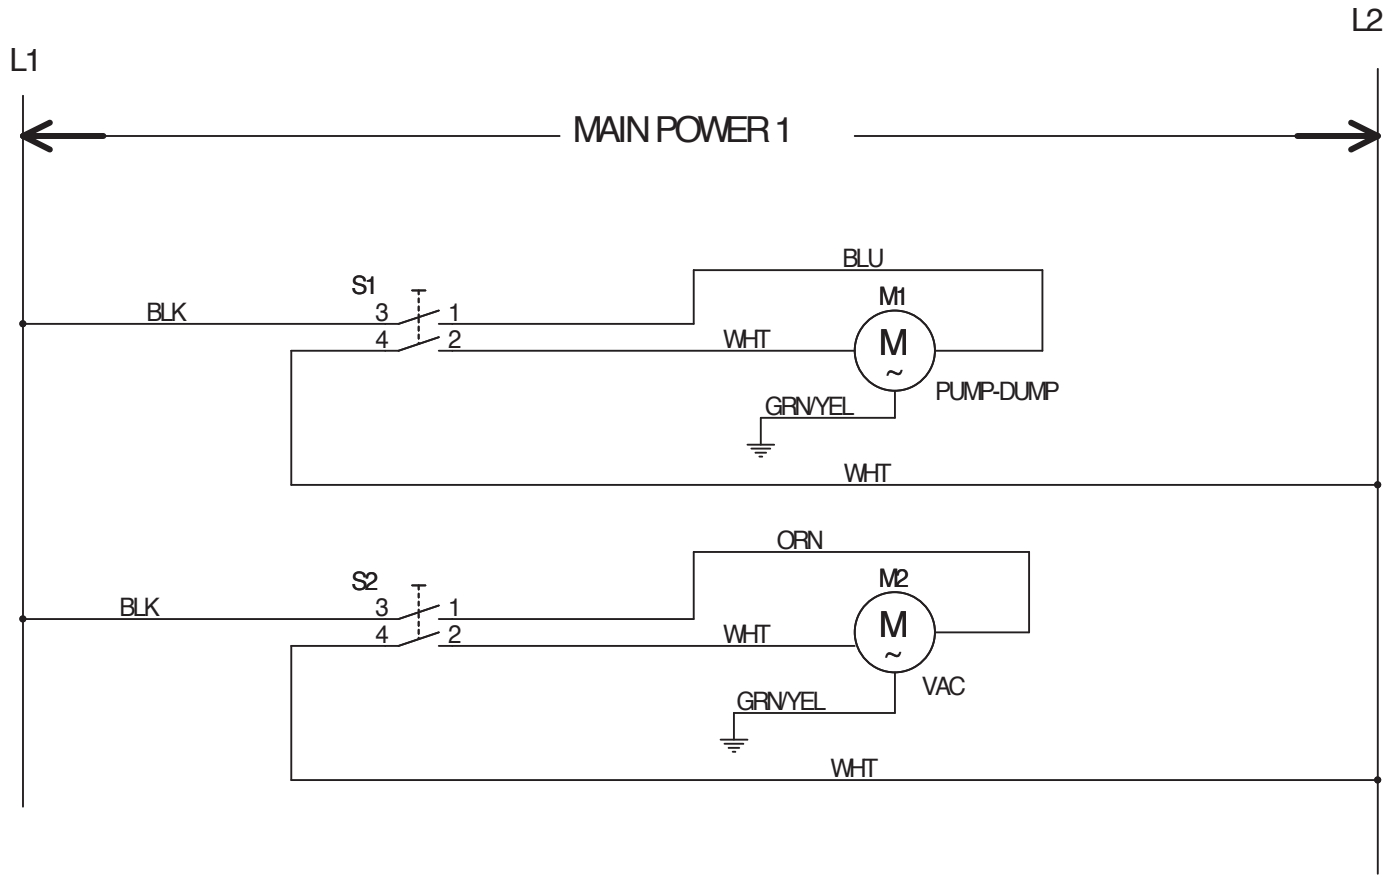 L2
L1
MAIN POWER 1
BLU
S1
M1
BLK
3
1
4
2
WHT
M
~
PUMP-DUMP
GRN/YEL
WHT
ORN
S2
M2
BLK
3
1
4
2
WHT
M
~
VAC
GRN/YEL
WHT